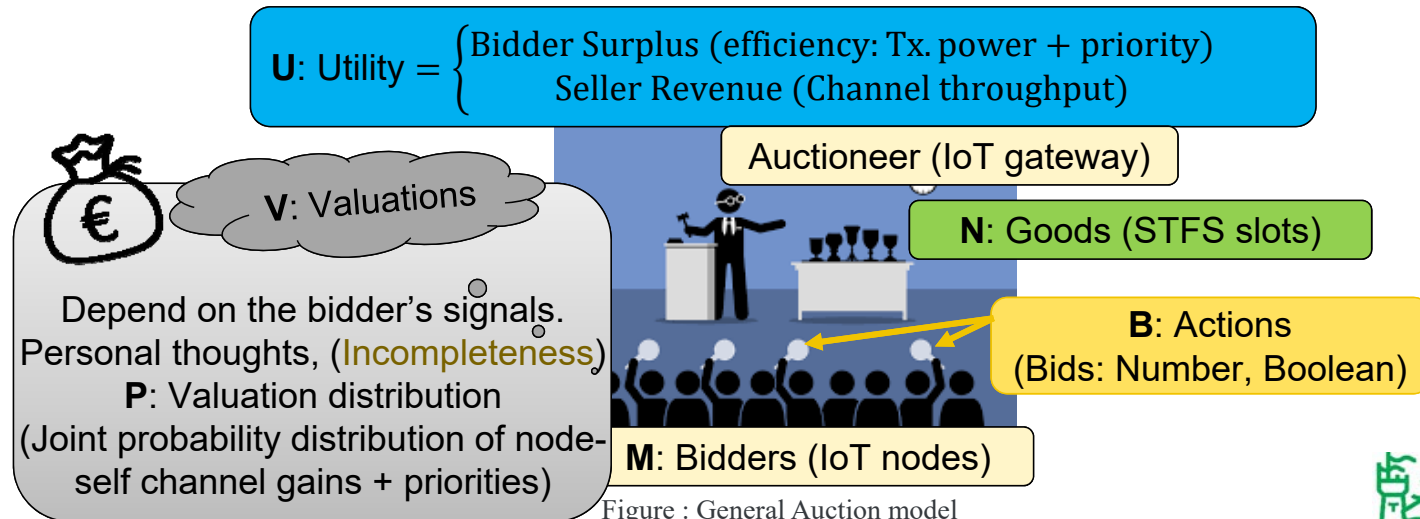 U: Utility = { Bidder Surplus (efficiency: Tx. power + priority)
Seller Revenue (Channel throughput)
Auctioneer (IoT gateway)
€
V: Valuations
N: Goods (STFS slots)
Depend on the bidder's signals.
Personal thoughts, (Incompleteness)
P: Valuation distribution
(Joint probability distribution of node-
self channel gains + priorities)
B: Actions
(Bids: Number, Boolean)
M: Bidders (IoT nodes)
Figure : General Auction model